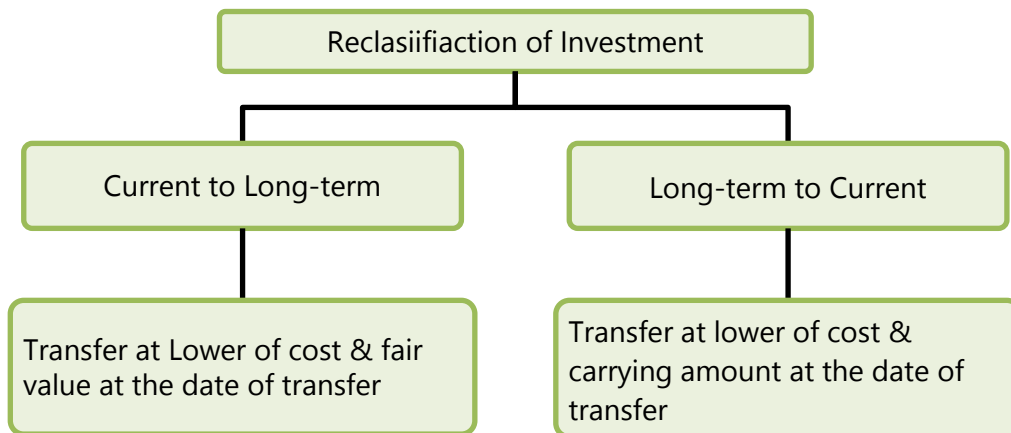 Reclasiifiaction of Investment
Current to Long-term
Long-term to Current
Transfer at Lower of cost & fair
value at the date of transfer
Transfer at lower of cost &
carrying amount at the date of
transfer